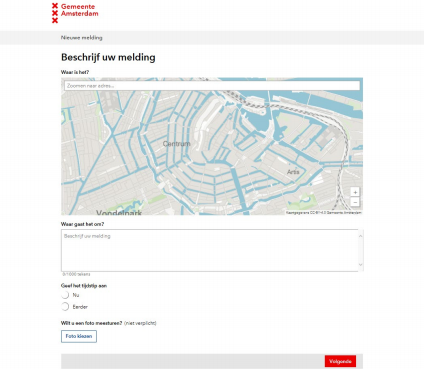 Gemeente
Amsterdam
Nieuwe melding
Beschrijf uw melding
Waar is het?
Zoomen naar adres...
Centrum
Artis
Vondelpark
+
−
Kaartgegevens CC-BY-4.0 Gemeente Amsterdam
Waar gaat het om?
Beschrijf uw melding
0/1000 tekens
Geef het tijdstip aan
Nu
Eerder
Wilt u een foto meesturen? (niet verplicht)
Foto kiezen
Volgende